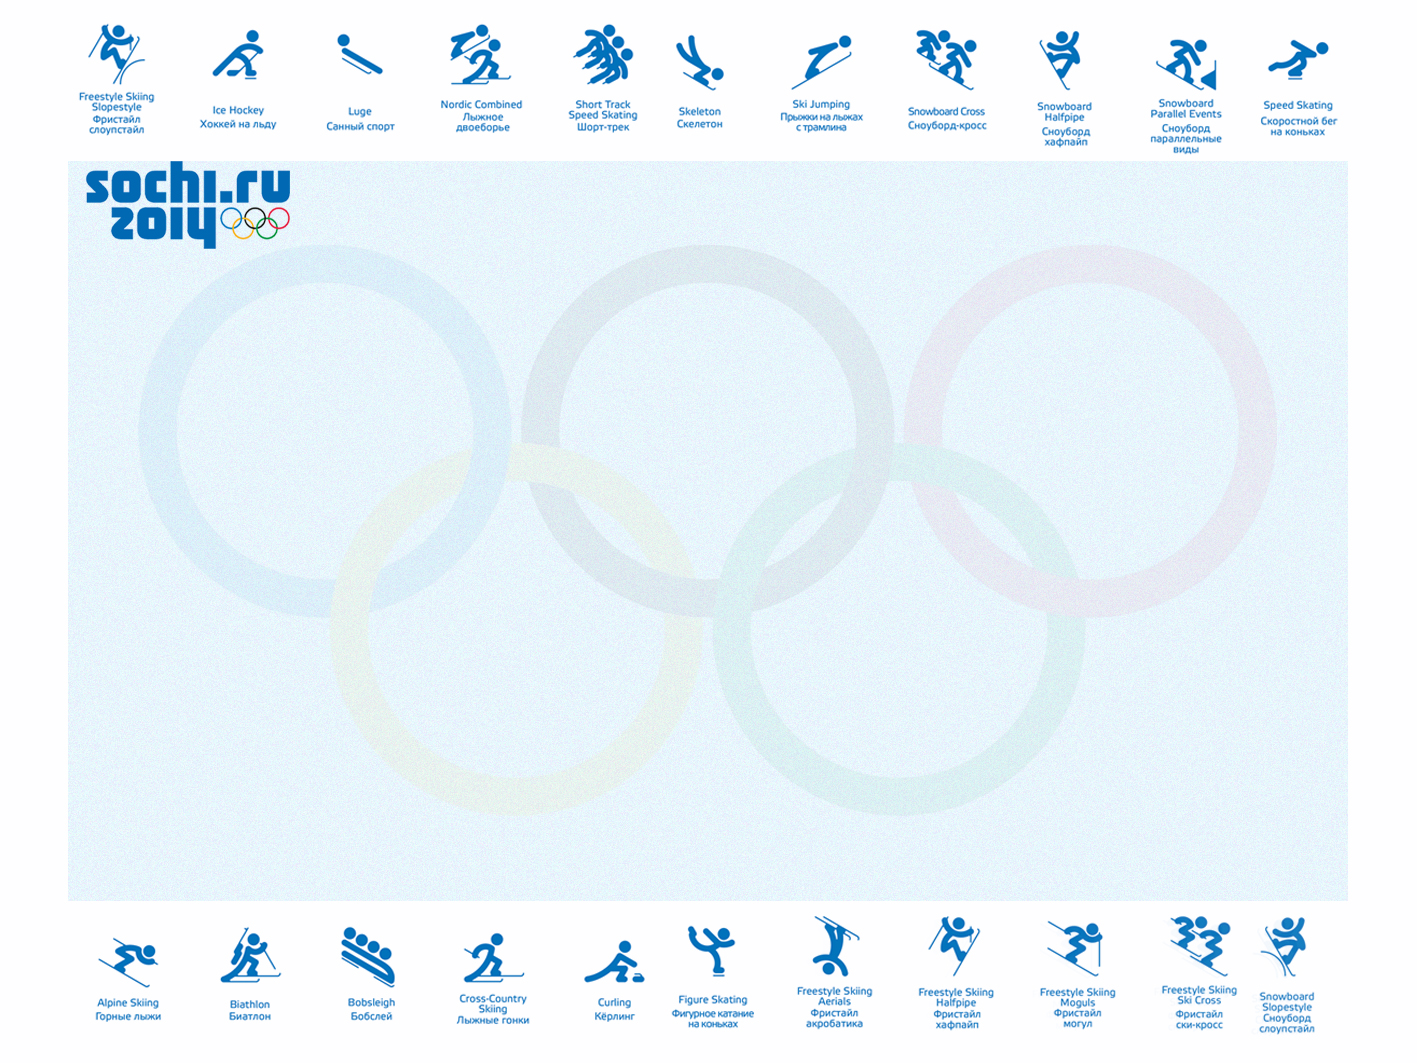 Freestyle Skiing
Slopestyle
Фристайл
слоупстайл
Ice Hockey
Хоккей на льду
Luge
Санный спорт
Nordic Combined
Лыжное
двоеборье
Short Track
Speed Skating
Шорт-трек
Skeleton
Скелетон
Ski Jumping
Прыжки на лыжах
с трамплина
Snowboard Cross
Сноуборд-кросс
Snowboard
Halfpipe
Сноуборд
хафпайп
Snowboard
Parallel Events
Сноуборд
параллельные
виды
Speed Skating
Скоростной бег
на коньках
sochi.ru
2014
Alpine Skiing
Горные лыжи
Biathlon
Биатлон
Bobsleigh
Бобслей
Cross-Country
Skiing
Лыжные гонки
Curling
Кёрлинг
Figure Skating
Фигурное катание
на коньках
Freestyle Skiing
Aerials
Фристайл
акробатика
Freestyle Skiing
Halfpipe
Фристайл
хафпайп
Freestyle Skiing
Moguls
Фристайл
могул
Freestyle Skiing
Ski Cross
Фристайл
ски-кросс
Snowboard
Slopestyle
Сноуборд
слоупстайл